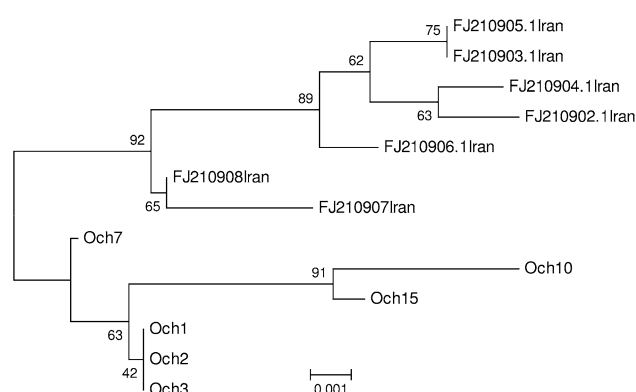 75
FJ210905.1Iran
FJ210903.1Iran
62
FJ210904.1Iran
63
FJ210902.1Iran
89
FJ210906.1Iran
92
FJ210908Iran
65
FJ210907Iran
Och7
91
Och10
Och15
63
Och1
Och2
42
Och3
0.001